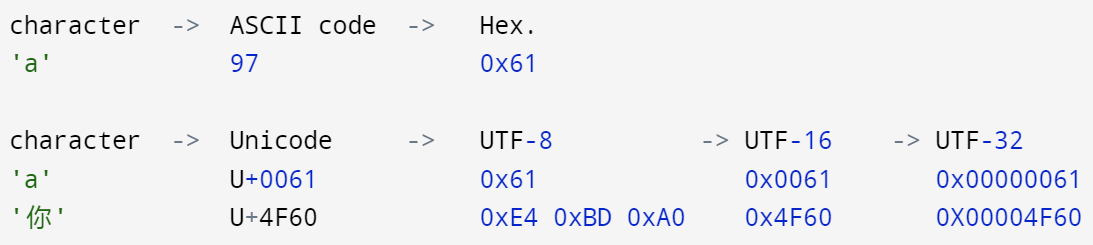 character -> ASCII code -> Hex.
'a' 97 0x61
character -> Unicode -> UTF-8 -> UTF-16 -> UTF-32
'a' U+0061 0x61 0x0061 0x00000061
'你' U+4F60 0xE4 0xBD 0xA0 0x4F60 0X00004F60